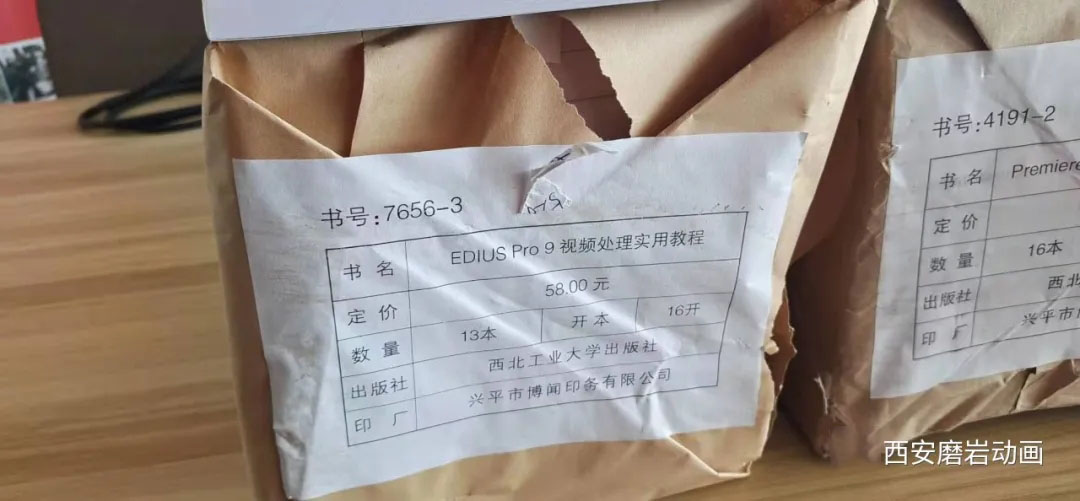 书号:7656-3
书名 EDIUS Pro 9 视频处理实用教程
定价 58.00 元
数量 13本 开本 16开
出版社 西北工业大学出版社
印厂 兴平市博闻印务有限公司
书号:4191-2
书名 Premiere
定价
数量 16本
出版社 西北
印厂 兴平市
西安磨岩动画